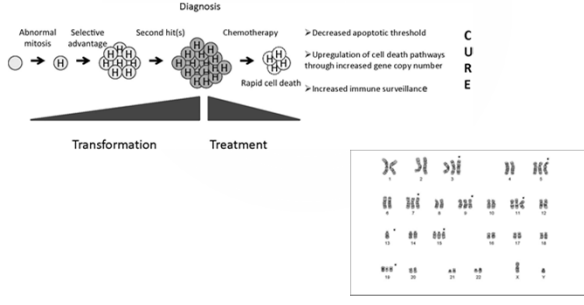 Diagnosis
Abnormal mitosis
Selective advantage
Second hit(s)
Chemotherapy
H
H H H H H H H
H H H H H H H H H H
H H H H
Rapid cell death
➢Decreased apoptotic threshold
➢Upregulation of cell death pathways
through increased gene copy number
➢Increased immune surveillance
CURE
Transformation
Treatment
1 2 3 4 5
6 7 8 9 10 11 12
13 14 15 16 17 18
19 20 21 22 X Y